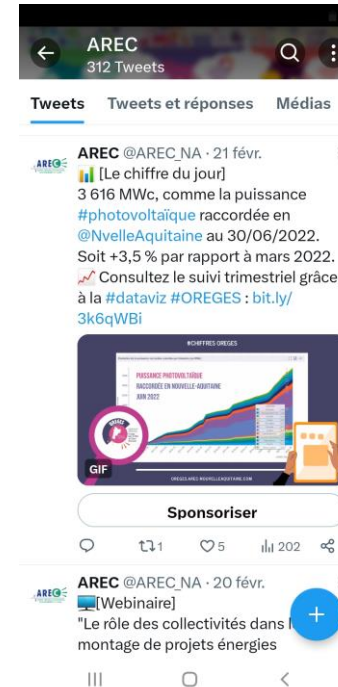 AREC
312 Tweets
Tweets Tweets et réponses Médias
AREC @AREC_NA · 21 févr.
[Le chiffre du jour]
3 616 MWc, comme la puissance
#photovoltaïque raccordée en
@NvelleAquitaine au 30/06/2022.
Soit +3,5 % par rapport à mars 2022.
Consultez le suivi trimestriel grâce
à la #dataviz #OREGES : bit.ly/
3k6qWBi
#CHIFFRES OREGES
PUISSANCE PHOTOVOLTAÏQUE
RACCORDÉE EN NOUVELLE-AQUITAINE
JUIN 2022
GIF
OREGES.AREC-NOUVELLEAQUITAINE.COM
Sponsoriser
1 5 202
AREC @AREC_NA · 20 févr.
[Webinaire]
"Le rôle des collectivités dans
montage de projets énergies